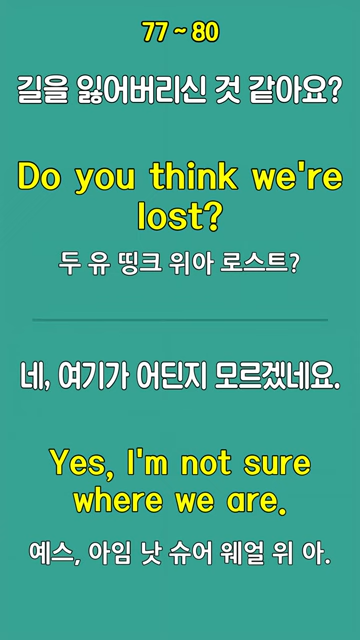 77 ~ 80
길을 잃어버리신 것 같아요?
Do you think we're
lost?
두 유 띵크 위아 로스트?
네, 여기가 어딘지 모르겠네요.
Yes, I'm not sure
where we are.
예스, 아임 낫 슈어 웨얼 위 아.